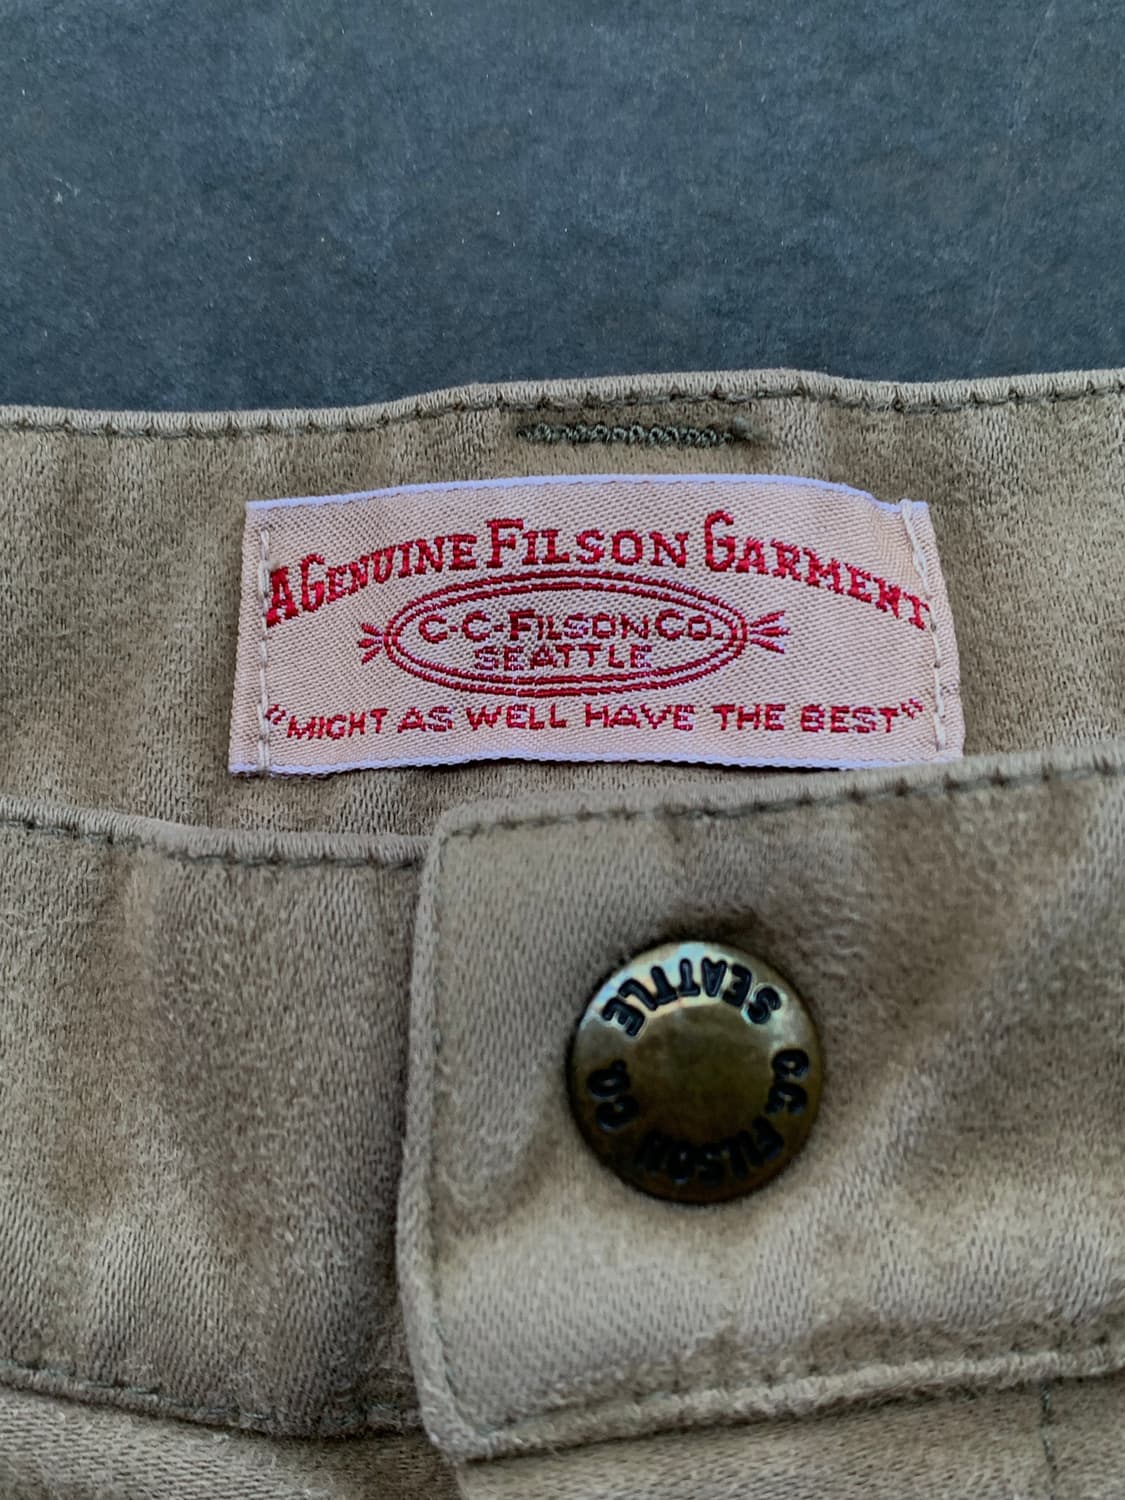 A GENUINE FILSON GARMENT
C-C-FILSON CO.
SEATTLE
"MIGHT AS WELL HAVE THE BEST"
C.C. FILSON CO.
SEATTLE